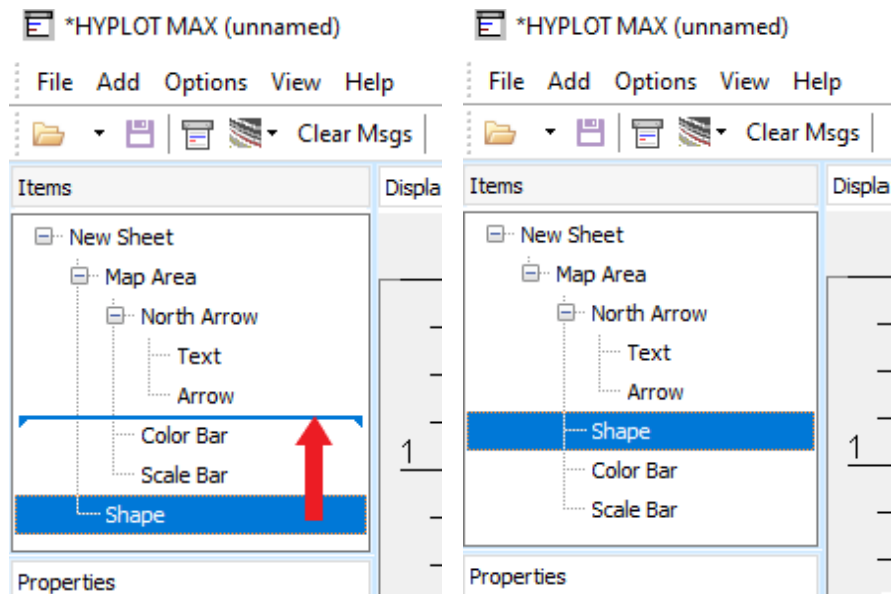 *HYPLOT MAX (unnamed)
File Add Options View Help
Clear Msgs
Items
Displa
New Sheet
Map Area
North Arrow
Text
Arrow
Color Bar
Scale Bar
Shape
1
Properties
*HYPLOT MAX (unnamed)
File Add Options View Help
Clear Msgs
Items
Displa
New Sheet
Map Area
North Arrow
Text
Arrow
Shape
Color Bar
Scale Bar
1
Properties